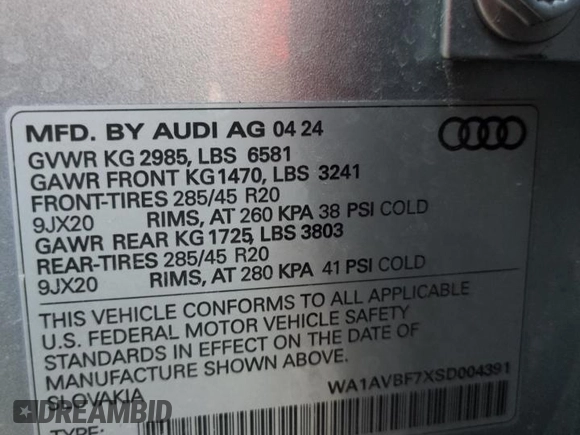 MFD. BY AUDI AG 04 24
GVWR KG 2985, LBS 6581
GAWR FRONT KG1470, LBS 3241
FRONT-TIRES 285/45 R20
9JX20 RIMS, AT 260 KPA 38 PSI COLD
GAWR REAR KG 1725, LBS 3803
REAR-TIRES 285/45 R20
9JX20 RIMS, AT 280 KPA 41 PSI COLD
THIS VEHICLE CONFORMS TO ALL APPLICABLE
U.S. FEDERAL MOTOR VEHICLE SAFETY
STANDARDS IN EFFECT ON THE DATE OF
MANUFACTURE SHOWN ABOVE.
SLOVAKIA WA1AVBF7XSD004391
TYPE:
DREAMBID